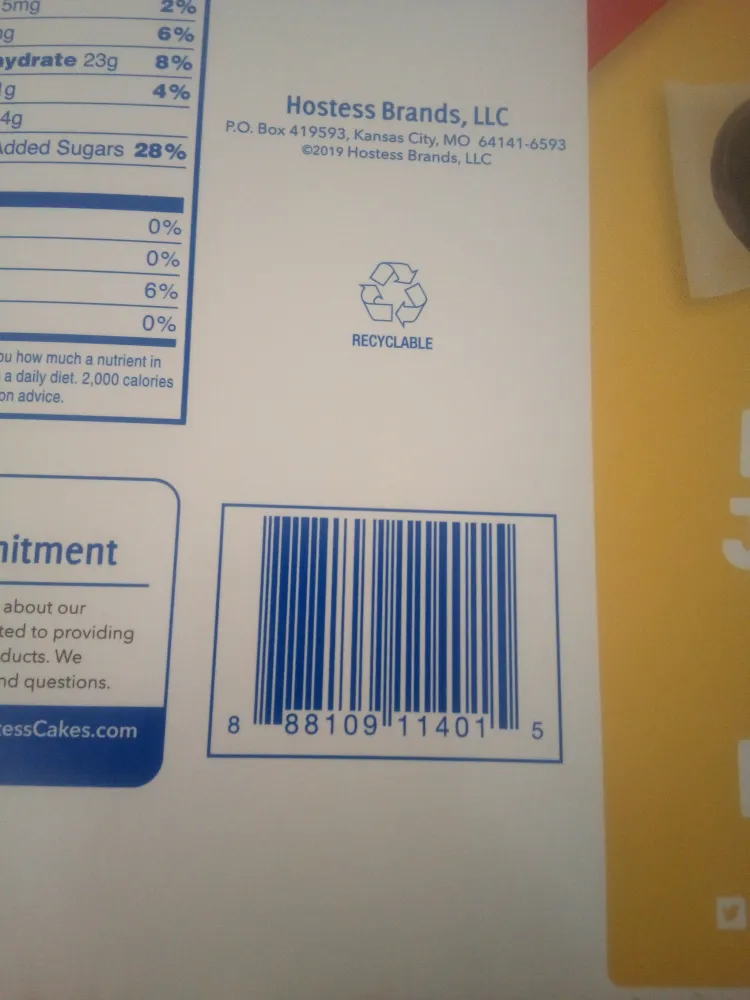 5mg 2%
6%
ydrate 23g 8%
4%
4g
Added Sugars 28%
0%
0%
6%
0%
how much a nutrient in
a daily diet. 2,000 calories
on advice.
Hostess Brands, LLC
P.O. Box 419593, Kansas City, MO 64141-6593
©2019 Hostess Brands, LLC
RECYCLABLE
mitment
about our
ted to providing
ducts. We
nd questions.
tessCakes.com
8 88109 11401 5